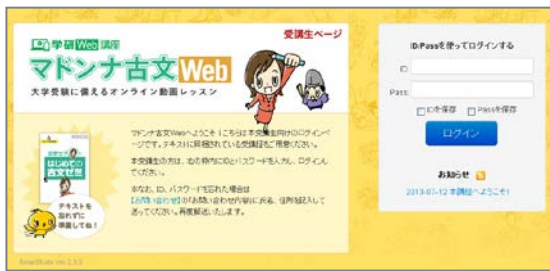 学研Web講座
受講生ページ
マドンナ古文Web
大学受験に備えるオンライン動画レッスン
はじめての
古文ゼミ!!!
テキストを
忘れずに
準備してね!
マドンナ古文Webへようこそ!こちらは本受講生向けのログインペ
ージです。テキストに同梱されている受講証もご用意ください。
本受講生の方は、右の枠内にIDとパスワードを入力し、ログインし
てください。
※なお、ID、パスワードを忘れた場合は
【お問い合わせ】の「お問い合わせ内容」に氏名、住所を記入して
送ってください。再度郵送いたします。
ID/Passを使ってログインする
ID:
Pass:
IDを保存 Passを保存
ログイン
お知らせ
2013-07-12 本講座へようこそ!